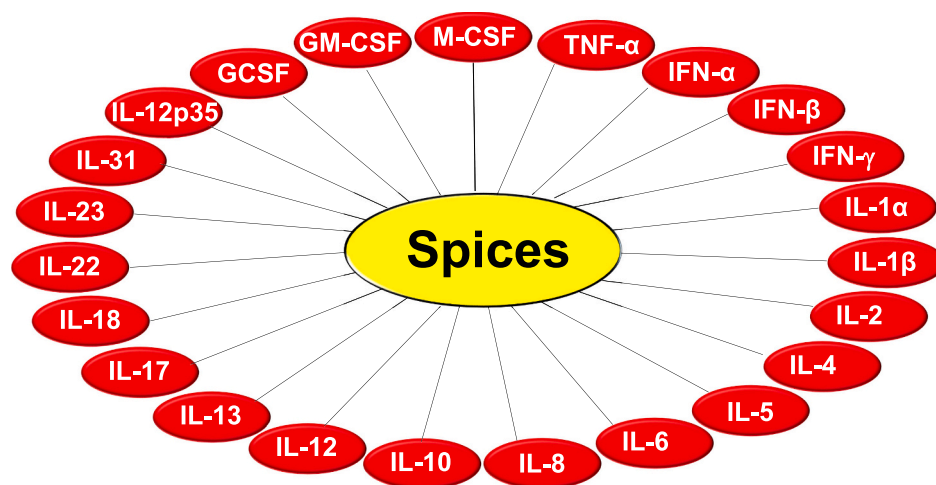 M-CSF
TNF-α
IFN-α
IFN-β
IFN-γ
IL-1α
IL-1β
IL-2
IL-4
IL-5
IL-6
IL-8
IL-10
IL-12
IL-13
IL-17
IL-18
IL-22
IL-23
IL-31
IL-12p35
GCSF
GM-CSF
Spices